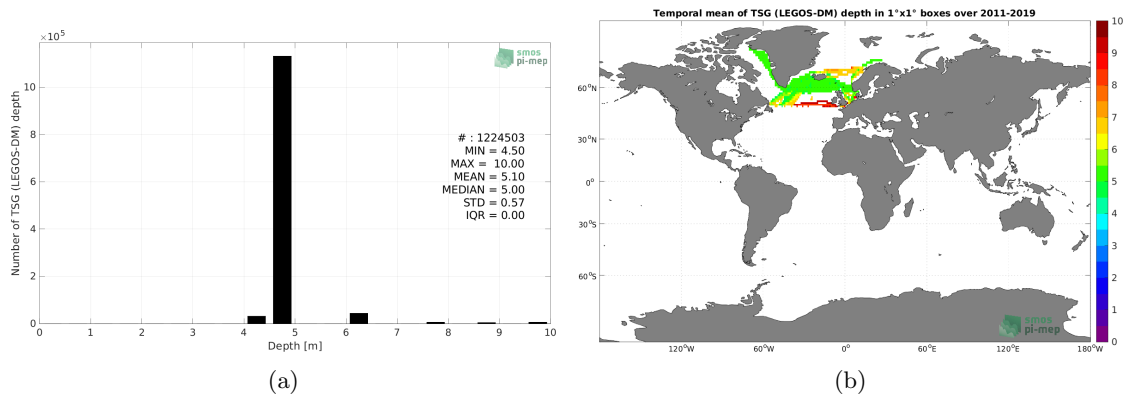 ×10⁵
smos
pi-mep
10
8
6
4
2
0
Number of TSG (LEGOS-DM) depth
# : 1224503
MIN = 4.50
MAX = 10.00
MEAN = 5.10
MEDIAN = 5.00
STD = 0.57
IQR = 0.00
0 1 2 3 4 5 6 7 8 9 10
Depth [m]
(a)
Temporal mean of TSG (LEGOS-DM) depth in 1°x1° boxes over 2011-2019
60°N
30°N
0°
30°S
60°S
120°W 60°W 0° 60°E 120°E 180°W
smos
pi-mep
10
9
8
7
6
5
4
3
2
1
0
(b)